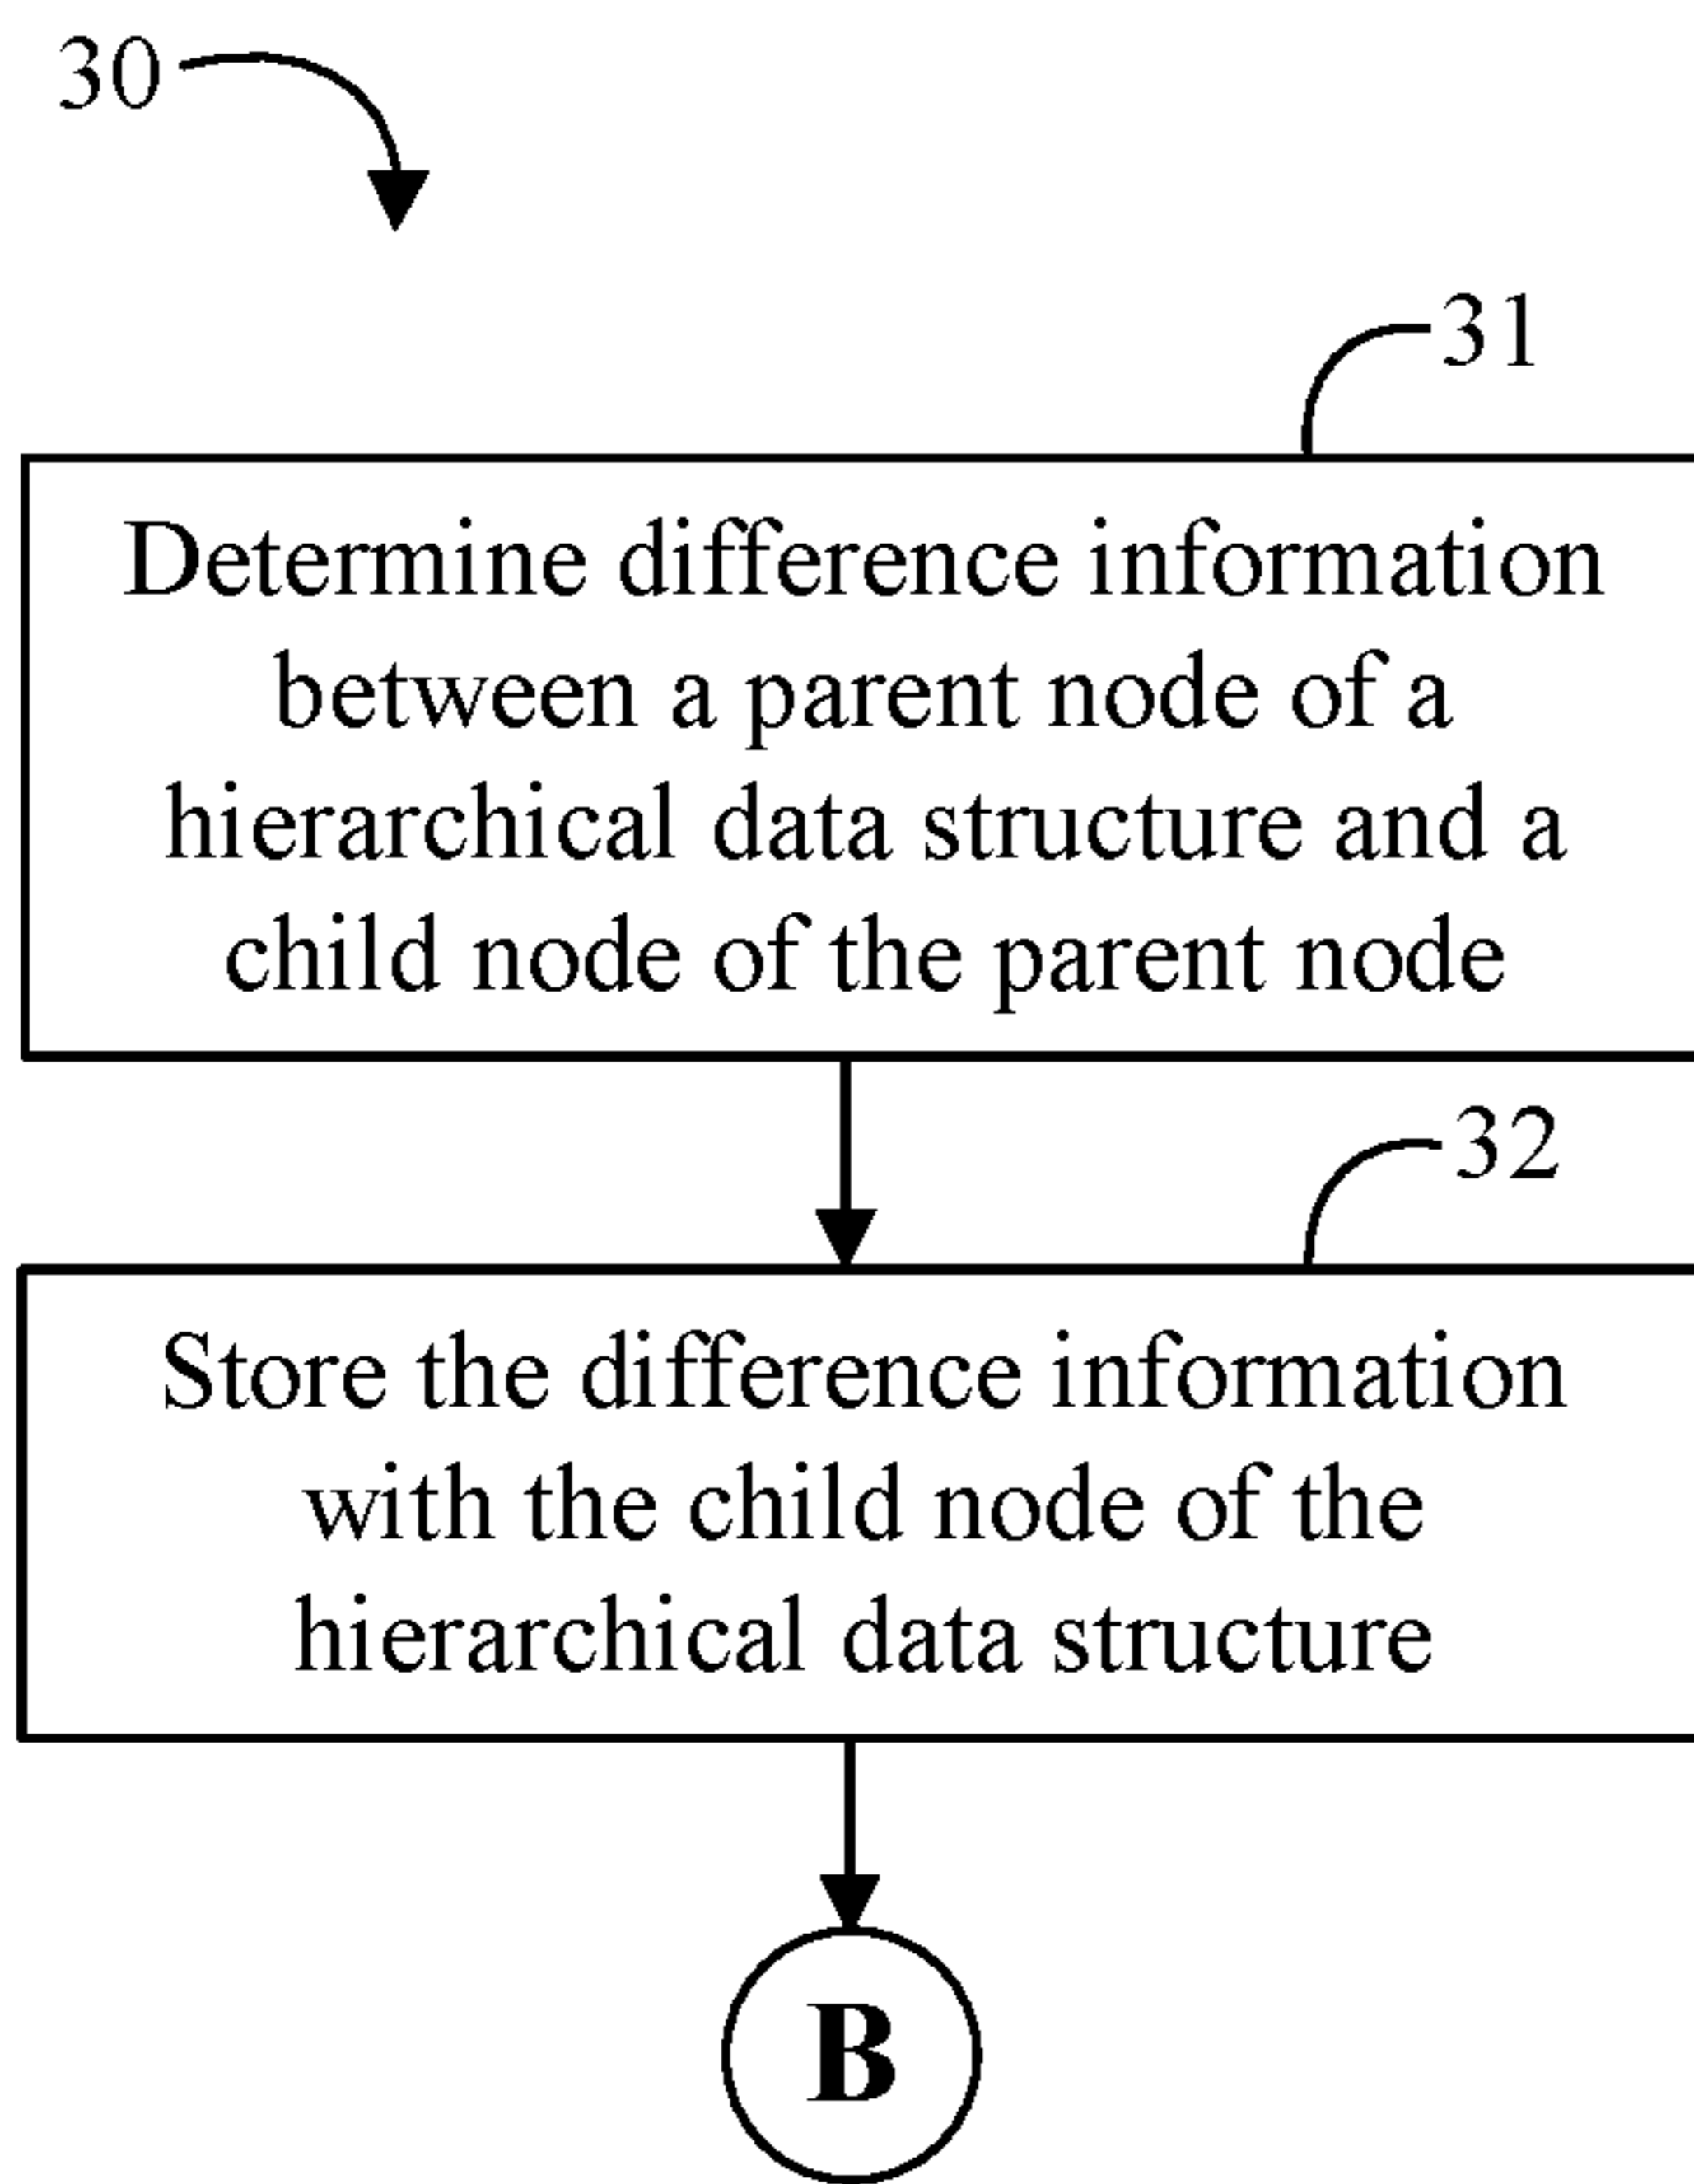 30
31
Determine difference information
between a parent node of a
hierarchical data structure and a
child node of the parent node
32
Store the difference information
with the child node of the
hierarchical data structure
B